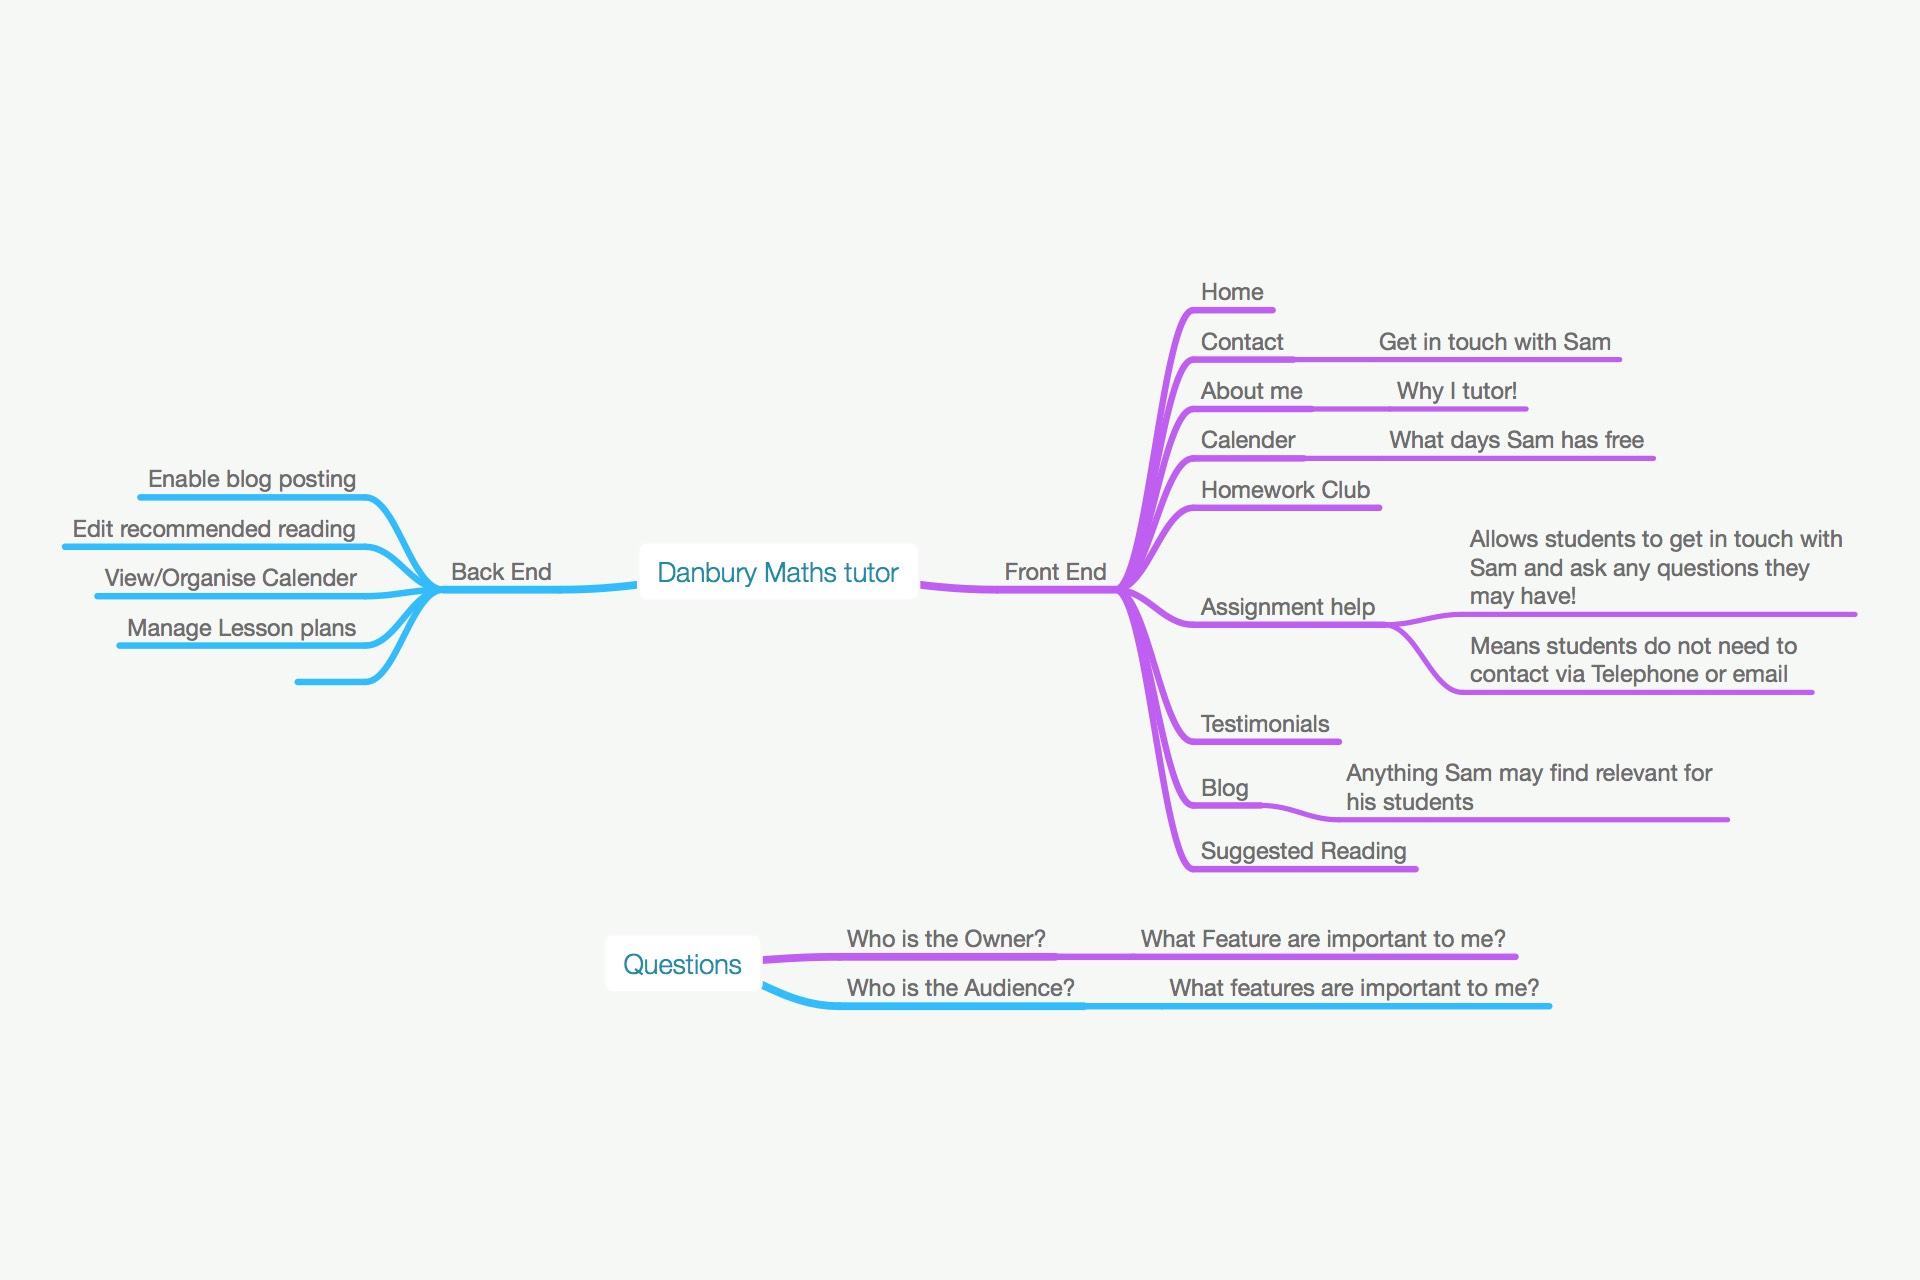 Enable blog posting
Edit recommended reading
View/Organise Calender
Manage Lesson plans
Back End
Danbury Maths tutor
Front End
Home
Contact
Get in touch with Sam
About me
Why I tutor!
Calender
What days Sam has free
Homework Club
Assignment help
Allows students to get in touch with
Sam and ask any questions they
may have!
Means students do not need to
contact via Telephone or email
Testimonials
Blog
Anything Sam may find relevant for
his students
Suggested Reading
Questions
Who is the Owner?
What Feature are important to me?
Who is the Audience?
What features are important to me?